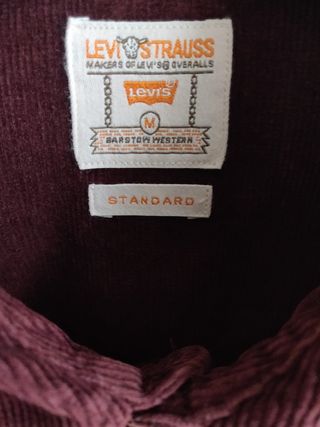 LEVI STRAUSS
MAKERS OF LEVI'S® OVERALLS
Levi's
M
BARSTOW WESTERN
STANDARD